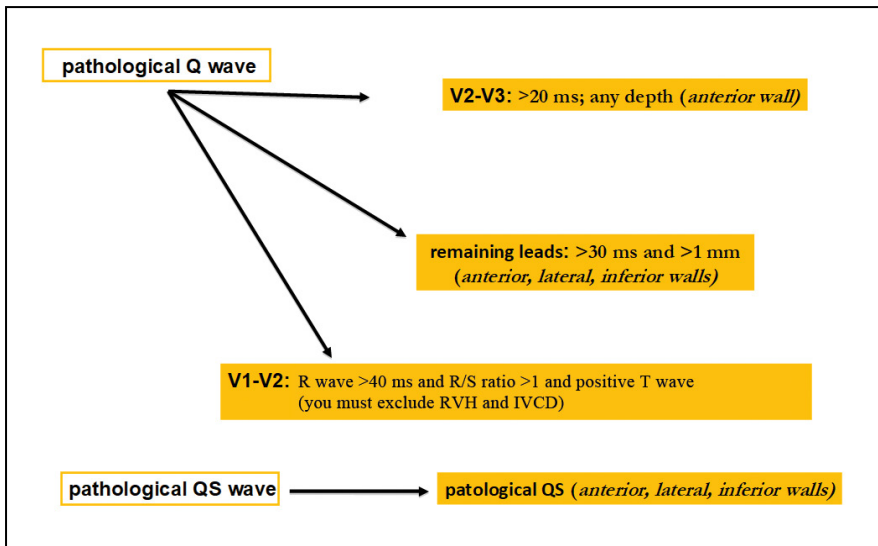 pathological Q wave
V2-V3: >20 ms; any depth (anterior wall)
remaining leads: >30 ms and >1 mm
(anterior, lateral, inferior walls)
V1-V2: R wave >40 ms and R/S ratio >1 and positive T wave
(you must exclude RVH and IVCD)
pathological QS wave
patological QS (anterior, lateral, inferior walls)